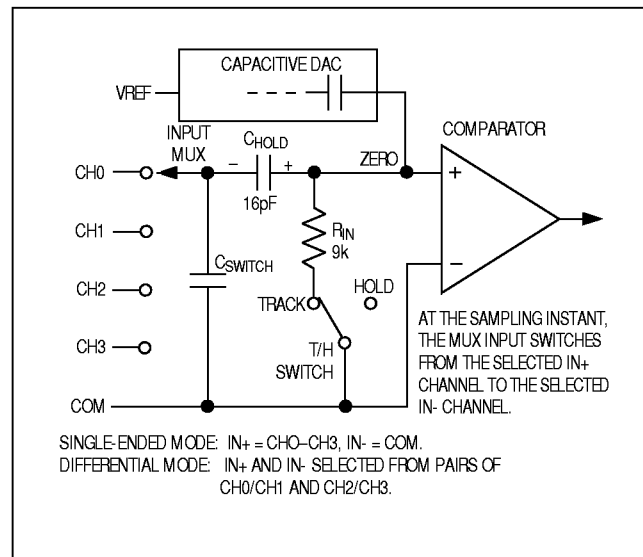 CAPACITIVE DAC
VREF
INPUT
MUX
CHOLD
− +
16pF
ZERO
COMPARATOR
+
−
CH0
CH1
CH2
CH3
COM
CSWITCH
RIN
9k
TRACK
HOLD
T/H
SWITCH
AT THE SAMPLING INSTANT,
THE MUX INPUT SWITCHES
FROM THE SELECTED IN+
CHANNEL TO THE SELECTED
IN- CHANNEL.
SINGLE-ENDED MODE: IN+ = CHO–CH3, IN- = COM.
DIFFERENTIAL MODE: IN+ AND IN- SELECTED FROM PAIRS OF
CH0/CH1 AND CH2/CH3.